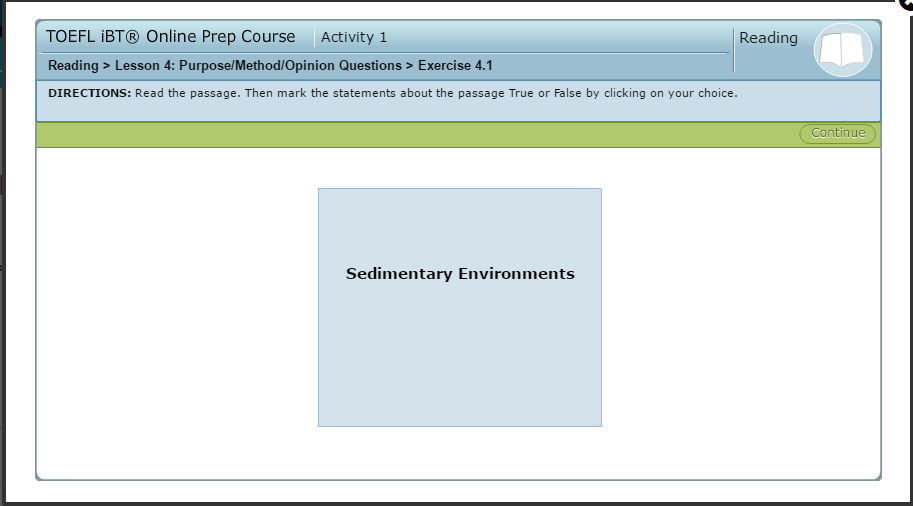 TOEFL iBT® Online Prep Course Activity 1
Reading
Reading > Lesson 4: Purpose/Method/Opinion Questions > Exercise 4.1
DIRECTIONS: Read the passage. Then mark the statements about the passage True or False by clicking on your choice.
Continue
Sedimentary Environments